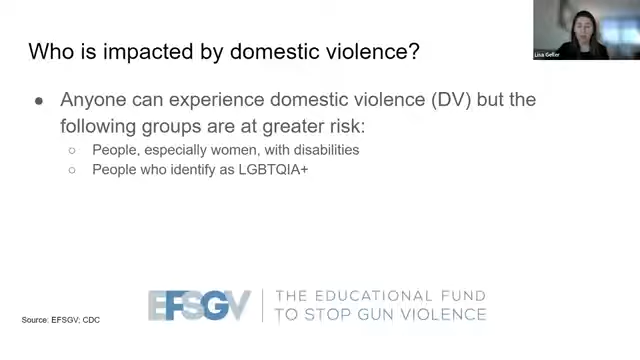 Who is impacted by domestic violence?
Lisa Geller
● Anyone can experience domestic violence (DV) but the
following groups are at greater risk:
○ People, especially women, with disabilities
○ People who identify as LGBTQIA+
EFSGV
THE EDUCATIONAL FUND
TO STOP GUN VIOLENCE
Source: EFSGV; CDC